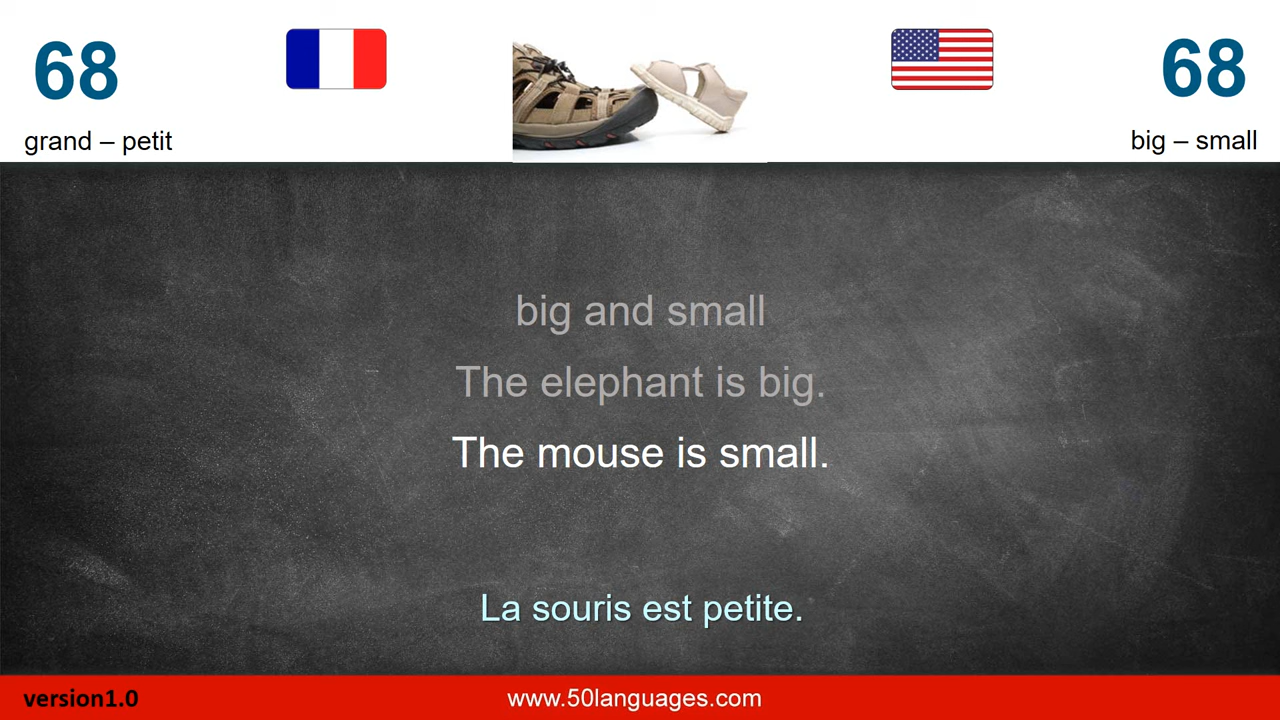 68
68
grand – petit
big – small
big and small
The elephant is big.
The mouse is small.
La souris est petite.
version1.0
www.50languages.com